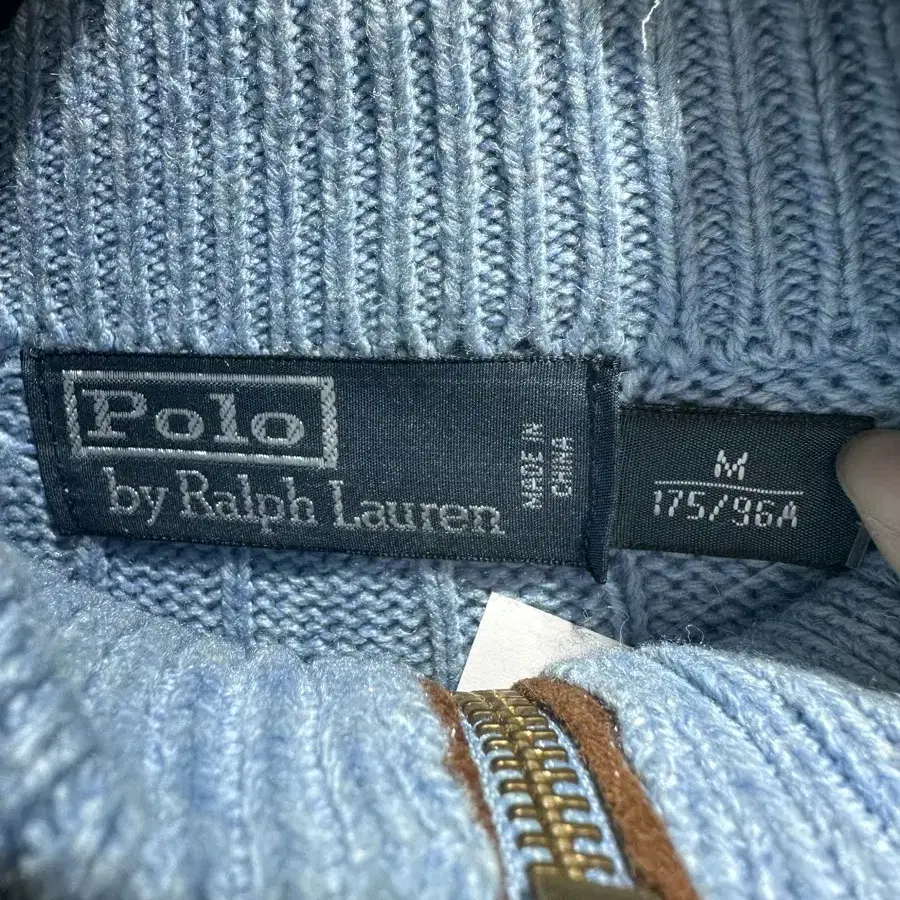 Polo
by Ralph Lauren
MADE IN
CHINA
M
175/96A